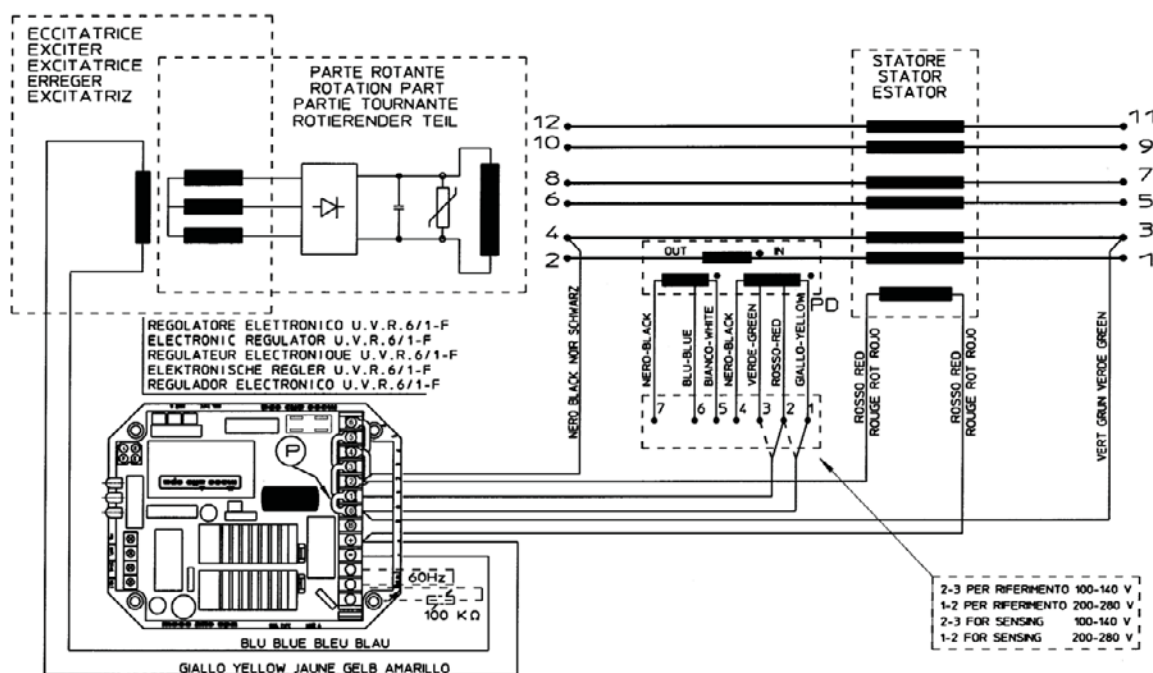 ECCITATRICE
EXCITER
EXCITATRICE
ERREGER
EXCITATRIZ
PARTE ROTANTE
ROTATION PART
PARTIE TOURNANTE
ROTIERENDER TEIL
STATORE
STATOR
ESTATOR
12
10
8
6
4
2
11
9
7
5
3
1
OUT
IN
PD
NERO-BLACK
BLU-BLUE
BIANCO-WHITE
NERO-BLACK
VERDE-GREEN
ROSSO-RED
GIALLO-YELLOW
7
6
5
4
3
2
1
NERO BLACK NOIR SCHWARZ
ROSSO RED
ROUGE ROT ROJO
ROSSO RED
ROUGE ROT ROJO
VERT GRUN VERDE GREEN
REGOLATORE ELETTRONICO U.V.R.6/1-F
ELECTRONIC REGULATOR U.V.R.6/1-F
REGULATEUR ELECTRONIQUE U.V.R.6/1-F
ELEKTRONISCHE REGLER U.V.R.6/1-F
REGULADOR ELECTRONICO U.V.R.6/1-F
P
60Hz
100 KΩ
BLU BLUE BLEU BLAU
GIALLO YELLOW JAUNE GELB AMARILLO
2-3 PER RIFERIMENTO 100-140 V
1-2 PER RIFERIMENTO 200-280 V
2-3 FOR SENSING 100-140 V
1-2 FOR SENSING 200-280 V